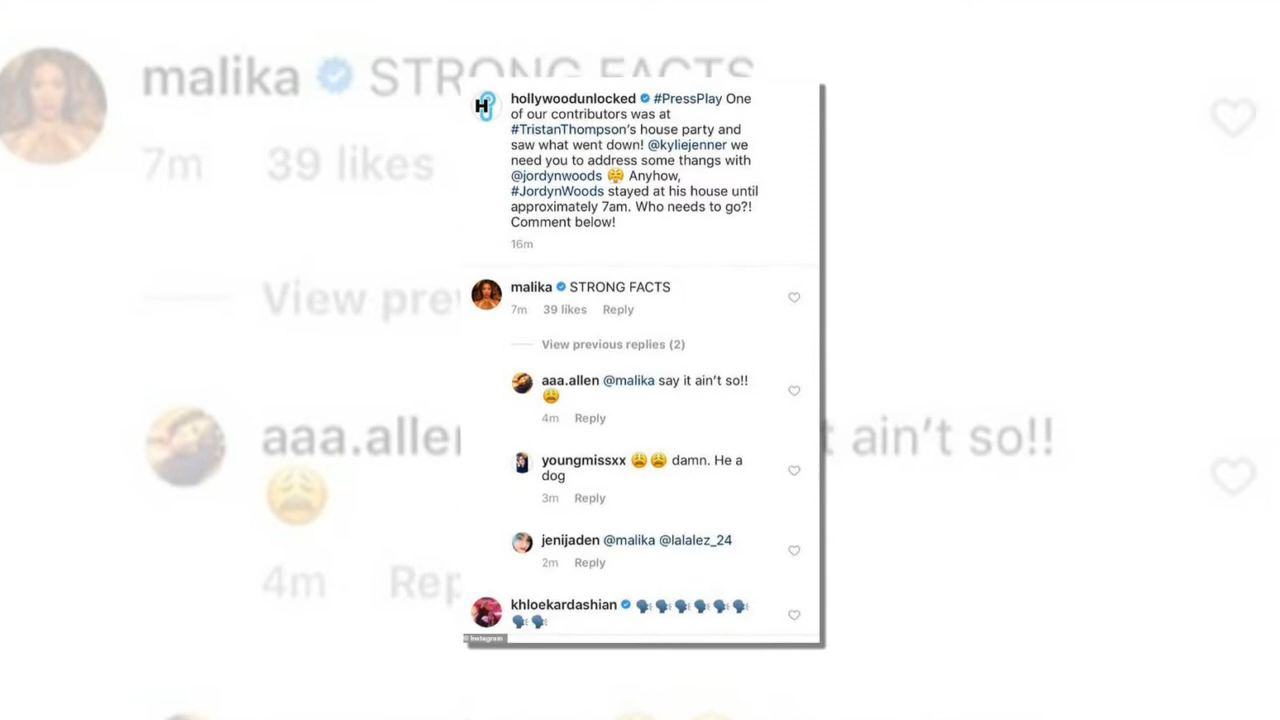 malika STRONG FACTS
7m 39 likes
View pre
aaa.aller
t ain't so!!
4m Rep
H
hollywoodunlocked #PressPlay One
of our contributors was at
#TristanThompson's house party and
saw what went down! @kyliejenner we
need you to address some thangs with
@jordynwoods 😤 Anyhow,
#JordynWoods stayed at his house until
approximately 7am. Who needs to go?!
Comment below!
16m
malika STRONG FACTS
7m 39 likes Reply
View previous replies (2)
aaa.allen @malika say it ain't so!!
😩
4m Reply
youngmissxx 😩😩 damn. He a
dog
3m Reply
jenijaden @malika @lalalez_24
2m Reply
khloekardashian 🗣🗣🗣🗣🗣🗣
🗣🗣
© Instagram